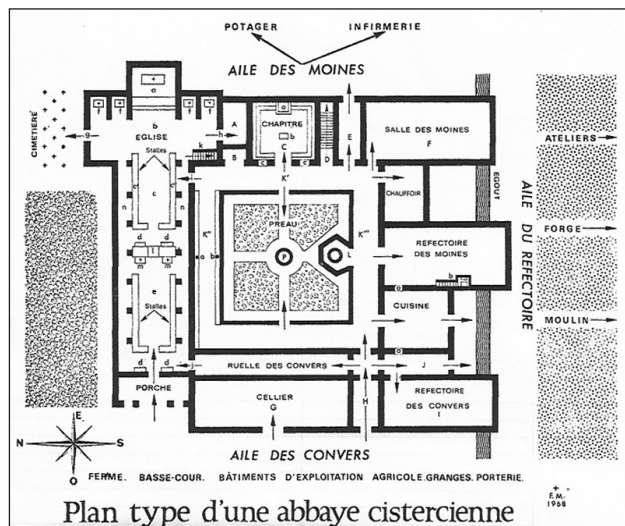 POTAGER INFIRMERIE
AILE DES MOINES
CIMETIÈRE
EGLISE
CHAPITRE
SALLE DES MOINES
F
A
B
C
D
E
a
b
c
d
e
f
g
h
k
m
n
Stalles
CHAUFFOIR
EGOUT
ATELIERS
AILE DU REFECTOIRE
FORGE
MOULIN
K'
K"
K'''
PREAU
P
L
REFECTOIRE
DES MOINES
b
CUISINE
Stalles
RUELLE DES CONVERS
J
PORCHE
CELLIER
G
H
REFECTOIRE
DES CONVERS
I
AILE DES CONVERS
N E S O
FERME. BASSE-COUR. BÂTIMENTS D'EXPLOITATION AGRICOLE.GRANGES. PORTERIE.
F.M.
1968
Plan type d'une abbaye cistercienne